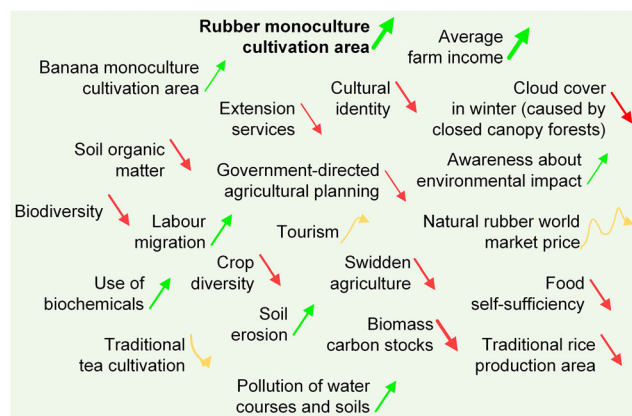 Rubber monoculture
cultivation area
Average
farm income
Banana monoculture
cultivation area
Cultural
identity
Cloud cover
in winter (caused by
closed canopy forests)
Extension
services
Soil organic
matter
Government-directed
agricultural planning
Awareness about
environmental impact
Biodiversity
Labour
migration
Tourism
Natural rubber world
market price
Use of
biochemicals
Crop
diversity
Swidden
agriculture
Food
self-sufficiency
Soil
erosion
Biomass
carbon stocks
Traditional
tea cultivation
Traditional rice
production area
Pollution of water
courses and soils